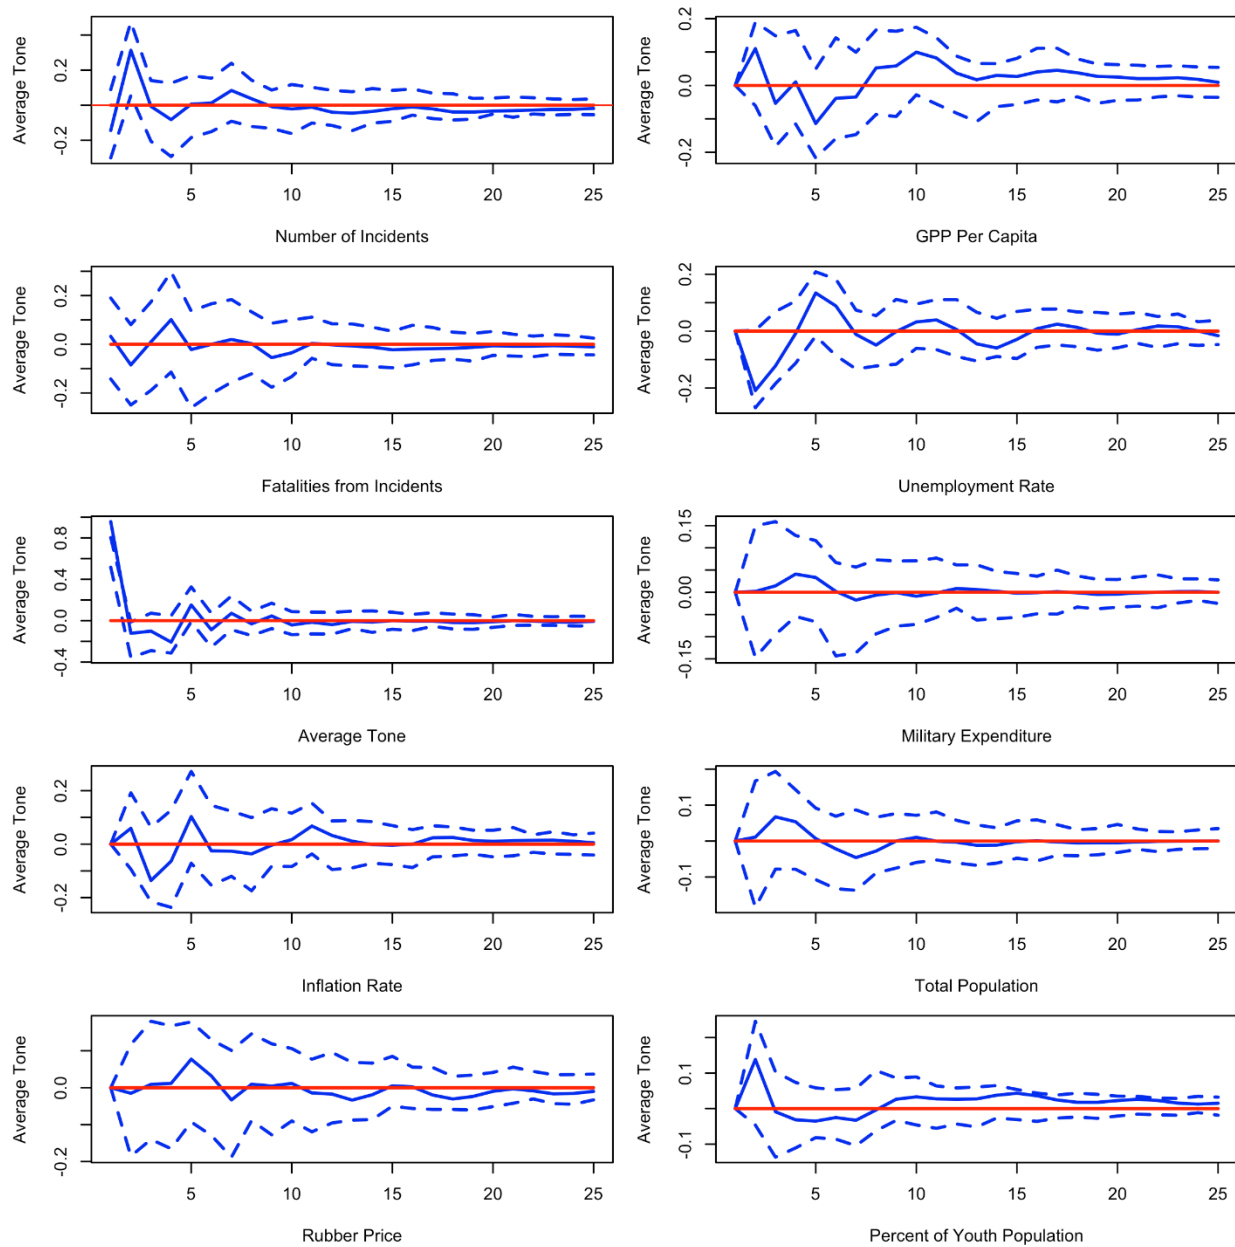 Average Tone
0.2
-0.2
5 10 15 20 25
Number of Incidents
Average Tone
0.2
0.0
-0.2
5 10 15 20 25
GPP Per Capita
Average Tone
0.2
0.0
-0.2
5 10 15 20 25
Fatalities from Incidents
Average Tone
0.2
0.0
-0.2
5 10 15 20 25
Unemployment Rate
Average Tone
0.8
0.4
0.0
-0.4
5 10 15 20 25
Average Tone
Average Tone
0.15
0.00
-0.15
5 10 15 20 25
Military Expenditure
Average Tone
0.2
0.0
-0.2
5 10 15 20 25
Inflation Rate
Average Tone
0.1
-0.1
5 10 15 20 25
Total Population
Average Tone
0.0
-0.2
5 10 15 20 25
Rubber Price
Average Tone
0.1
-0.1
5 10 15 20 25
Percent of Youth Population